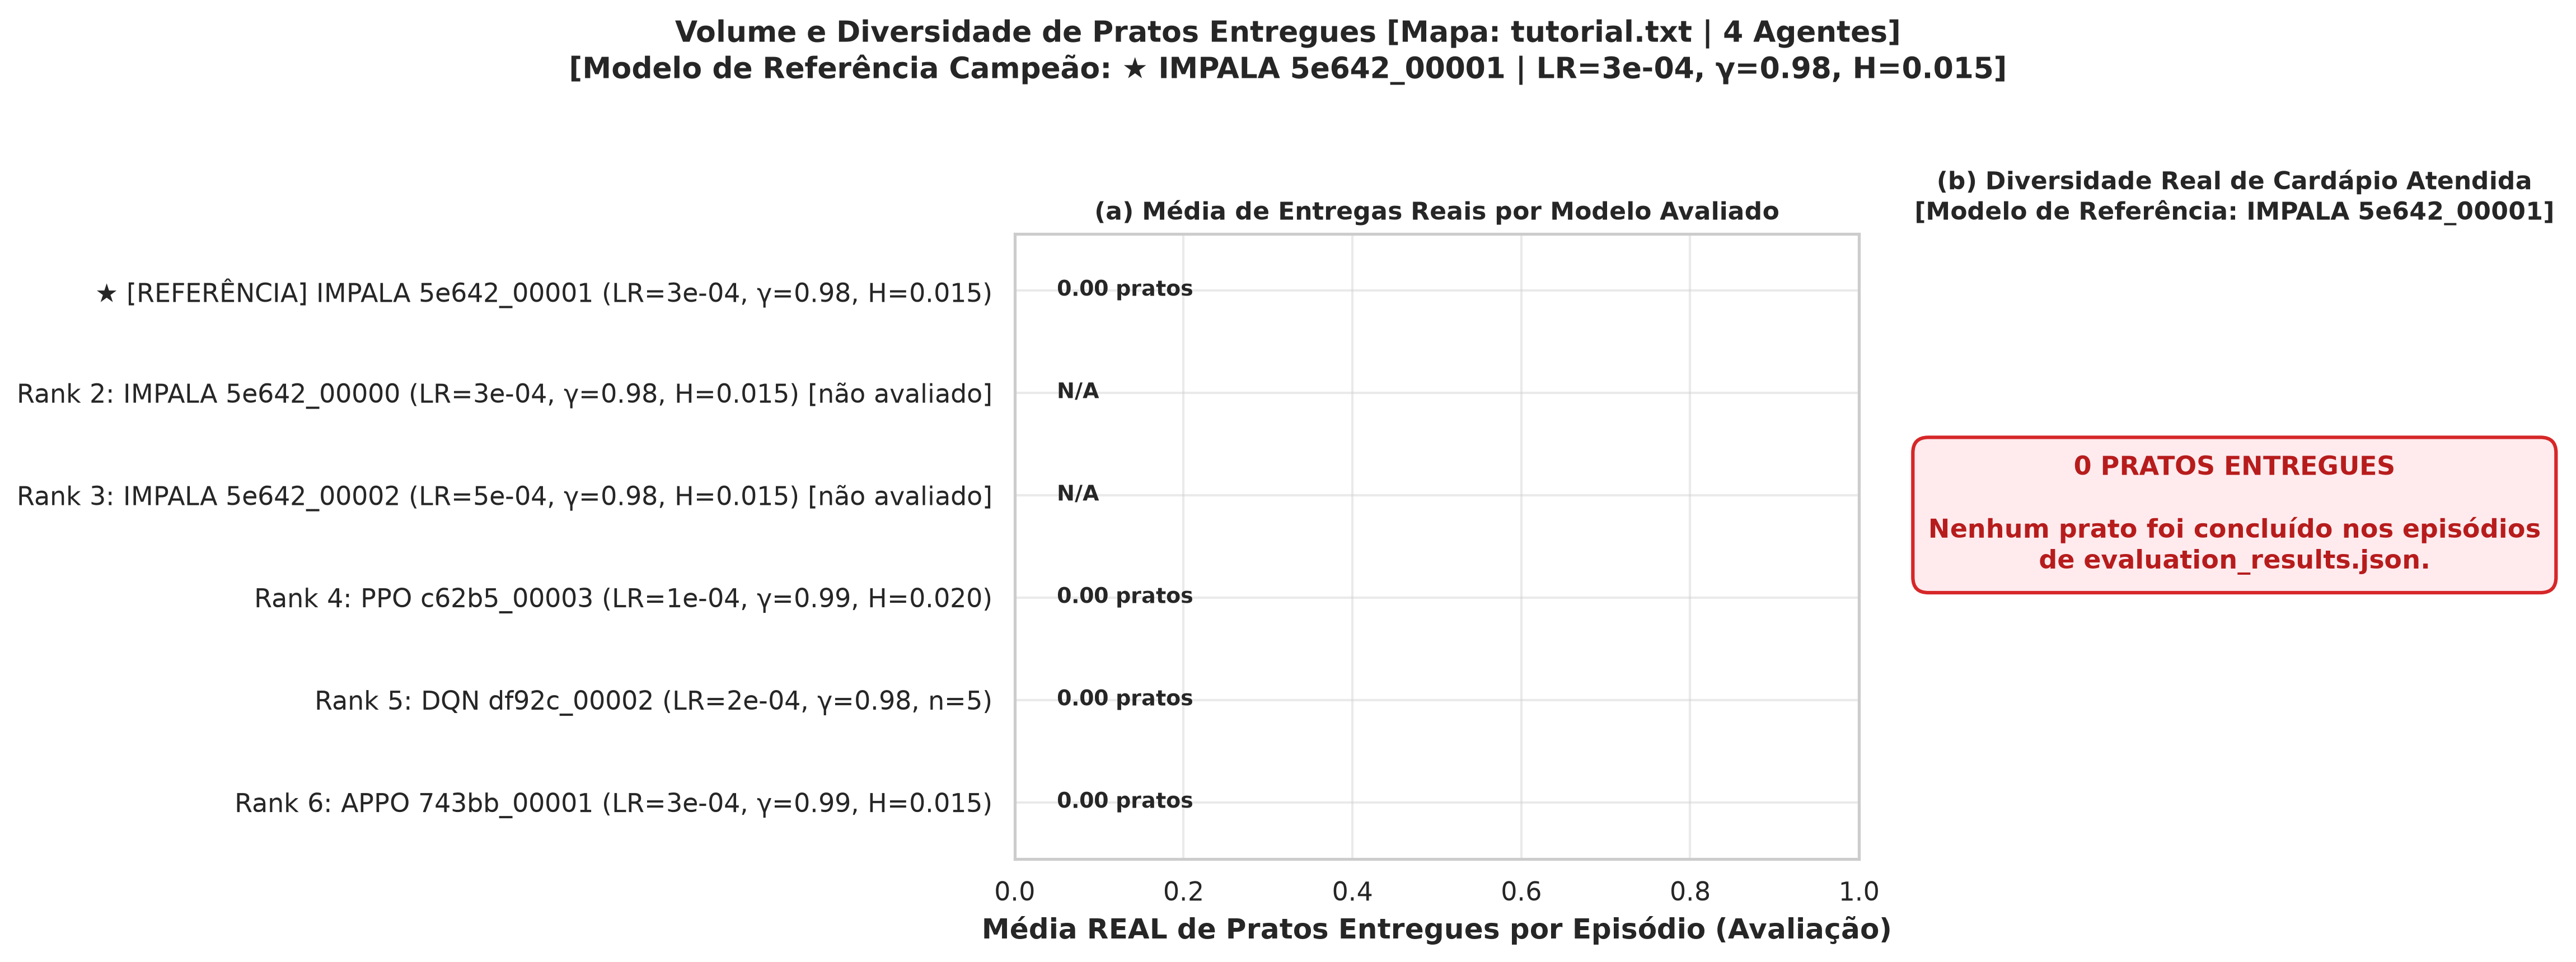 Volume e Diversidade de Pratos Entregues [Mapa: tutorial.txt | 4 Agentes]
[Modelo de Referência Campeão: ★ IMPALA 5e642_00001 | LR=3e-04, γ=0.98, H=0.015]
(a) Média de Entregas Reais por Modelo Avaliado
(b) Diversidade Real de Cardápio Atendida
[Modelo de Referência: IMPALA 5e642_00001]
★ [REFERÊNCIA] IMPALA 5e642_00001 (LR=3e-04, γ=0.98, H=0.015)
0.00 pratos
Rank 2: IMPALA 5e642_00000 (LR=3e-04, γ=0.98, H=0.015) [não avaliado]
N/A
Rank 3: IMPALA 5e642_00002 (LR=5e-04, γ=0.98, H=0.015) [não avaliado]
N/A
Rank 4: PPO c62b5_00003 (LR=1e-04, γ=0.99, H=0.020)
0.00 pratos
Rank 5: DQN df92c_00002 (LR=2e-04, γ=0.98, n=5)
0.00 pratos
Rank 6: APPO 743bb_00001 (LR=3e-04, γ=0.99, H=0.015)
0.00 pratos
0.0 0.2 0.4 0.6 0.8 1.0
Média REAL de Pratos Entregues por Episódio (Avaliação)
0 PRATOS ENTREGUES
Nenhum prato foi concluído nos episódios
de evaluation_results.json.